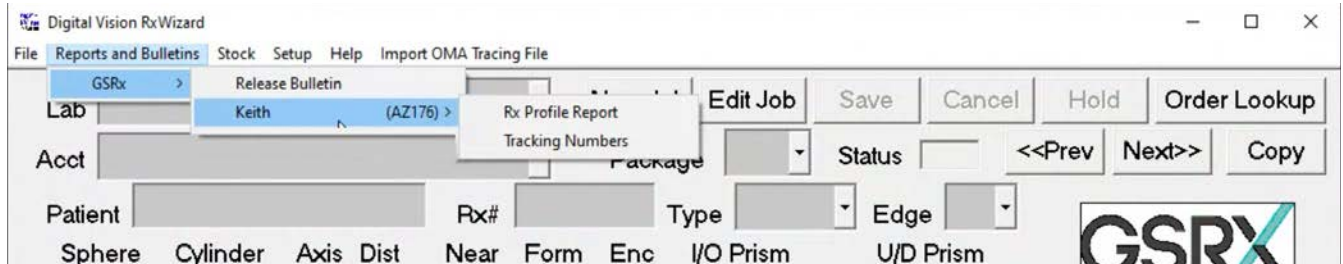 Digital Vision RxWizard
File Reports and Bulletins Stock Setup Help Import OMA Tracing File
GSRx > Release Bulletin
Lab Keith (AZ176) > Rx Profile Report Edit Job Save Cancel Hold Order Lookup
Tracking Numbers
Acct Package Status <<Prev Next>> Copy
Patient Rx# Type Edge
Sphere Cylinder Axis Dist Near Form Enc I/O Prism U/D Prism
GSRX